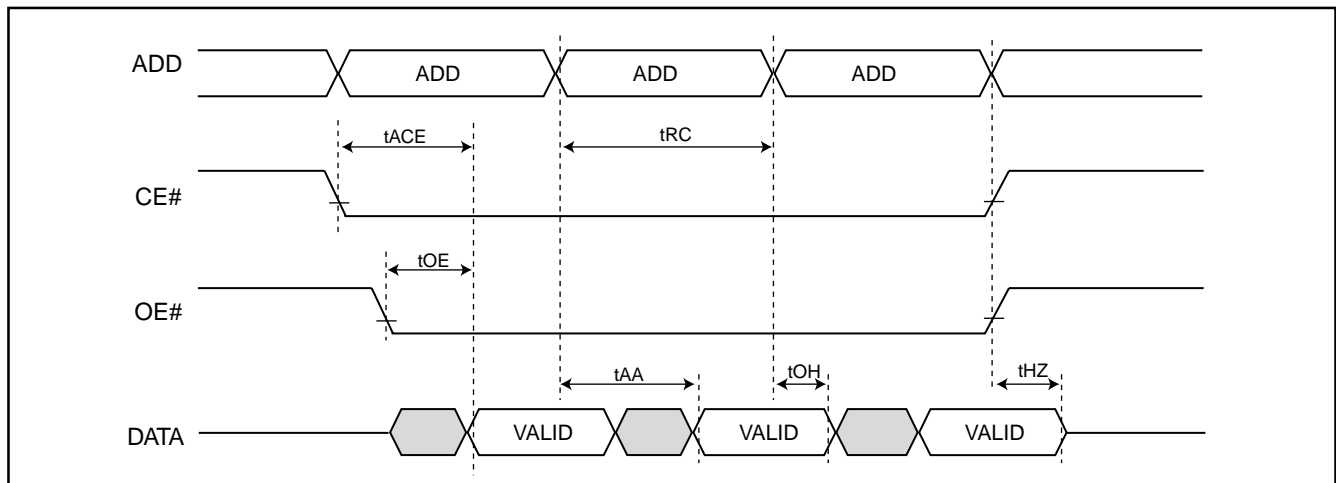 ADD
ADD ADD ADD
tACE
tRC
CE#
tOE
OE#
tAA
tOH
tHZ
DATA
VALID VALID VALID